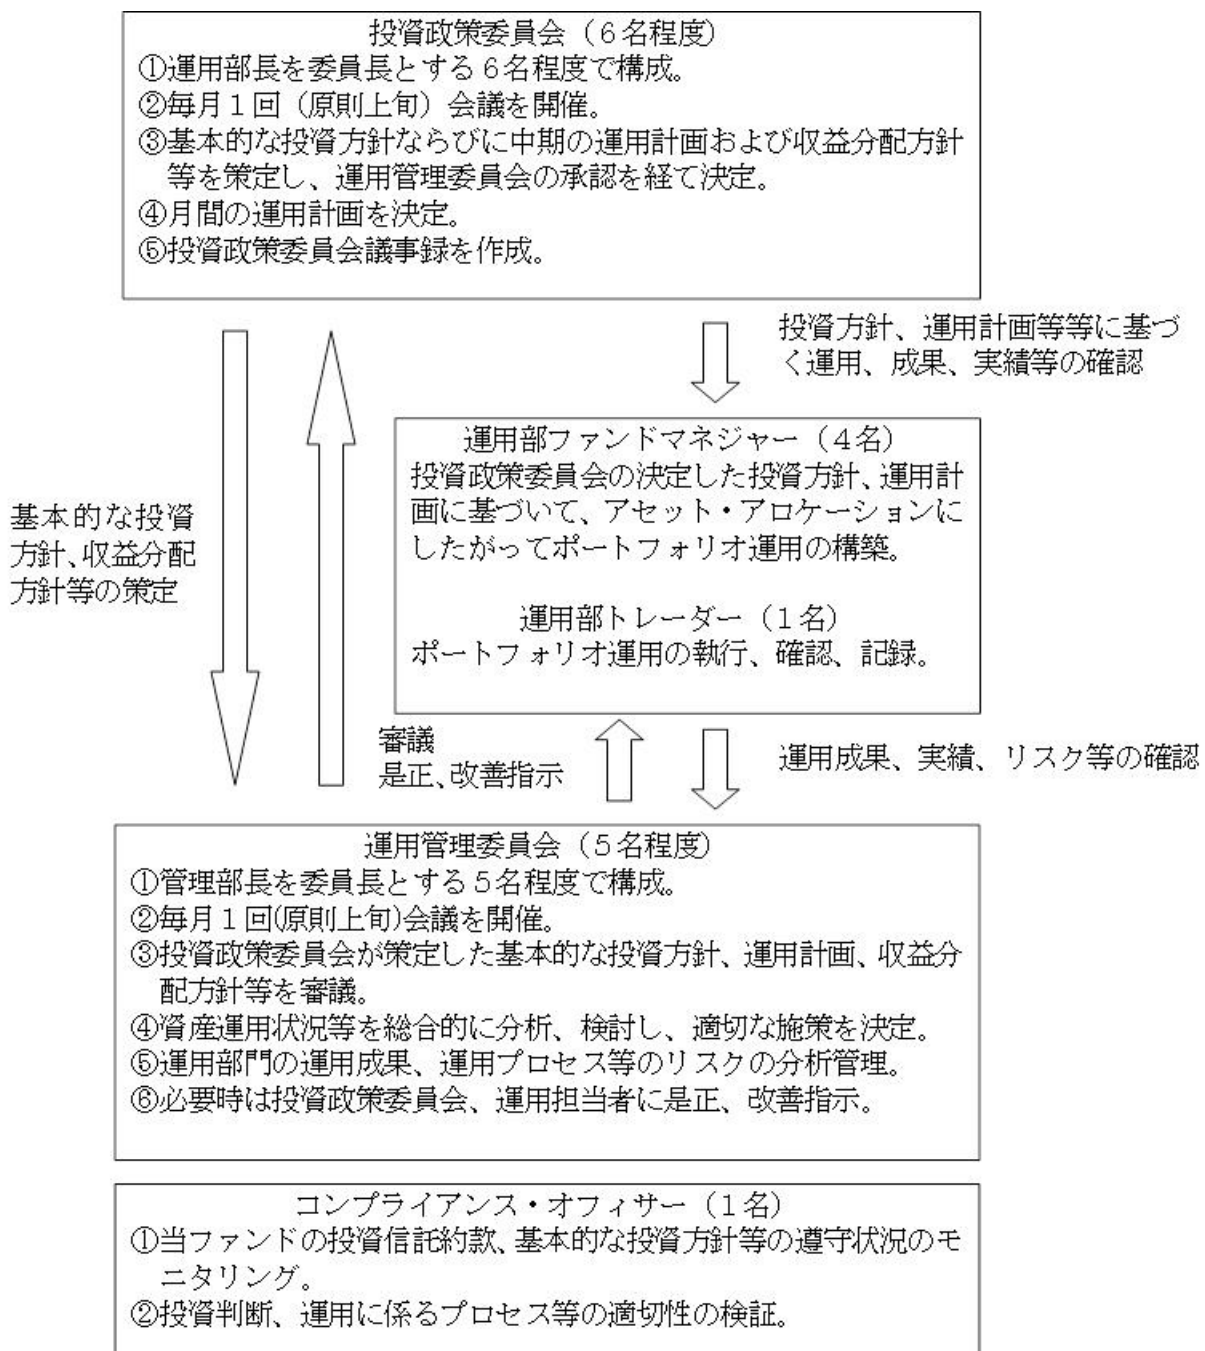 投資政策委員会（６名程度）
①運用部長を委員長とする６名程度で構成。
②毎月１回（原則上旬）会議を開催。
③基本的な投資方針ならびに中期の運用計画および収益分配方針
等を策定し、運用管理委員会の承認を経て決定。
④月間の運用計画を決定。
⑤投資政策委員会議事録を作成。
投資方針、運用計画等等に基づ
く運用、成果、実績等の確認
運用部ファンドマネジャー（４名）
投資政策委員会の決定した投資方針、運用計
画に基づいて、アセット・アロケーションに
したがってポートフォリオ運用の構築。
運用部トレーダー（１名）
ポートフォリオ運用の執行、確認、記録。
基本的な投資
方針、収益分配
方針等の策定
審議
是正、改善指示
運用成果、実績、リスク等の確認
運用管理委員会（５名程度）
①管理部長を委員長とする５名程度で構成。
②毎月１回(原則上旬)会議を開催。
③投資政策委員会が策定した基本的な投資方針、運用計画、収益分
配方針等を審議。
④資産運用状況等を総合的に分析、検討し、適切な施策を決定。
⑤運用部門の運用成果、運用プロセス等のリスクの分析管理。
⑥必要時は投資政策委員会、運用担当者に是正、改善指示。
コンプライアンス・オフィサー（１名）
①当ファンドの投資信託約款、基本的な投資方針等の遵守状況のモ
ニタリング。
②投資判断、運用に係るプロセス等の適切性の検証。